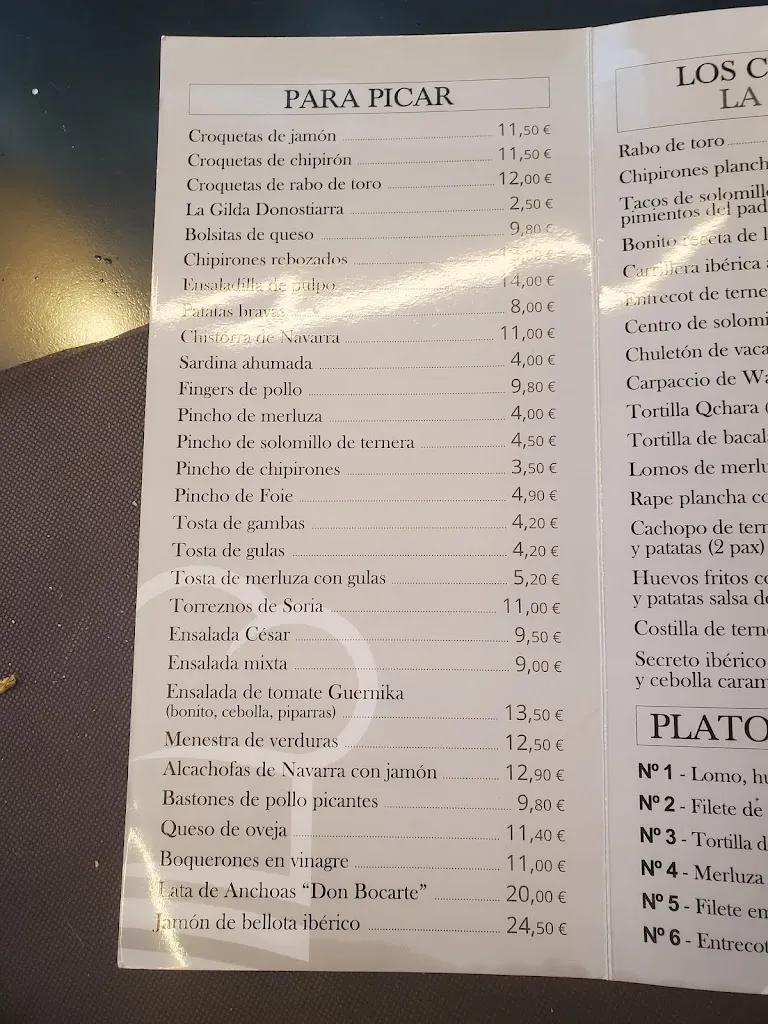 PARA PICAR
Croquetas de jamón 11,50 €
Croquetas de chipirón 11,50 €
Croquetas de rabo de toro 12,00 €
La Gilda Donostiarra 2,50 €
Bolsitas de queso 9,80 €
Chipirones rebozados
Ensaladilla de pulpo 14,00 €
Patatas bravas 8,00 €
Chistorra de Navarra 11,00 €
Sardina ahumada 4,00 €
Fingers de pollo 9,80 €
Pincho de merluza 4,00 €
Pincho de solomillo de ternera 4,50 €
Pincho de chipirones 3,50 €
Pincho de Foie 4,90 €
Tosta de gambas 4,20 €
Tosta de gulas 4,20 €
Tosta de merluza con gulas 5,20 €
Torreznos de Soria 11,00 €
Ensalada César 9,50 €
Ensalada mixta 9,00 €
Ensalada de tomate Guernika
(bonito, cebolla, piparras) 13,50 €
Menestra de verduras 12,50 €
Alcachofas de Navarra con jamón 12,90 €
Bastones de pollo picantes 9,80 €
Queso de oveja 11,40 €
Boquerones en vinagre 11,00 €
Lata de Anchoas “Don Bocarte” 20,00 €
Jamón de bellota ibérico 24,50 €
LOS C
LA
Rabo de toro
Chipirones planch
Tacos de solomill
pimientos del pad
Bonito receta de l
Carrillera ibérica
Entrecot de terne
Centro de solomi
Chuletón de vaca
Carpaccio de Wa
Tortilla Qchara (
Tortilla de bacal
Lomos de merlu
Rape plancha co
Cachopo de tern
y patatas (2 pax)
Huevos fritos co
y patatas salsa d
Costilla de tern
Secreto ibérico
y cebolla caram
PLATO
Nº 1 - Lomo, hu
Nº 2 - Filete de
Nº 3 - Tortilla d
Nº 4 - Merluza
Nº 5 - Filete em
Nº 6 - Entrecot